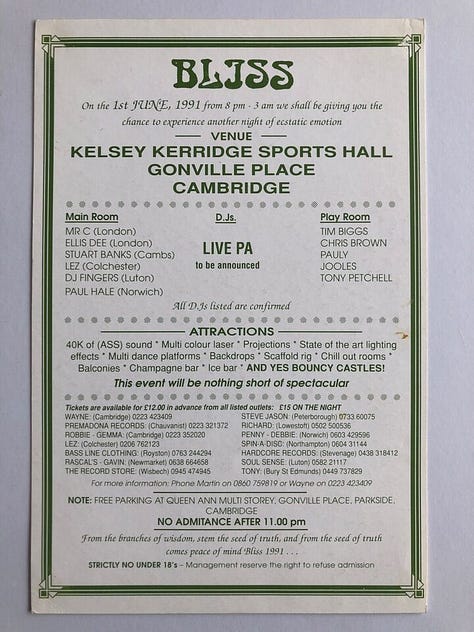 BLISS
On the 1st JUNE, 1991 from 8 pm - 3 am we shall be giving you the
chance to experience another night of ecstatic emotion
VENUE
KELSEY KERRIDGE SPORTS HALL
GONVILLE PLACE
CAMBRIDGE
Main Room
MR C (London)
ELLIS DEE (London)
STUART BANKS (Cambs)
LEZ (Colchester)
DJ FINGERS (Luton)
PAUL HALE (Norwich)
D.Js.
LIVE PA
to be announced
Play Room
TIM BIGGS
CHRIS BROWN
PAULY
JOOLES
TONY PETCHELL
All D.Js listed are confirmed
ATTRACTIONS
40K of (ASS) sound * Multi colour laser * Projections * State of the art lighting
effects * Multi dance platforms * Backdrops * Scaffold rig * Chill out rooms *
Balconies * Champagne bar * Ice bar * AND YES BOUNCY CASTLES!
This event will be nothing short of spectacular
Tickets are available for £12.00 in advance from all listed outlets: £15 ON THE NIGHT
WAYNE: (Cambridge) 0223 423409
PREMADONA RECORDS: (Chauvanist) 0223 321372
ROBBIE - GEMMA: (Cambridge) 0223 352020
LEZ: (Colchester) 0206 762123
BASS LINE CLOTHING: (Royston) 0763 244294
RASCAL'S - GAVIN: (Newmarket) 0638 664658
THE RECORD STORE: (Wisbech) 0945 474945
STEVE JASON: (Peterborough) 0733 60075
RICHARD: (Lowestoft) 0502 500536
PENNY - DEBBIE: (Norwich) 0603 429596
SPIN-A-DISC: (Northampton) 0604 31144
HARDCORE RECORDS: (Stevenage) 0438 318412
SOUL SENSE: (Luton) 0582 21117
TONY: (Bury St Edmunds) 0449 737829
For more information: Phone Martin on 0860 759819 or Wayne on 0223 423409
NOTE: FREE PARKING AT QUEEN ANN MULTI STOREY, GONVILLE PLACE, PARKSIDE,
CAMBRIDGE
NO ADMITANCE AFTER 11.00 pm
From the branches of wisdom, stem the seed of truth, and from the seed of truth
comes peace of mind Bliss 1991 . . .
STRICTLY NO UNDER 18's – Management reserve the right to refuse admission